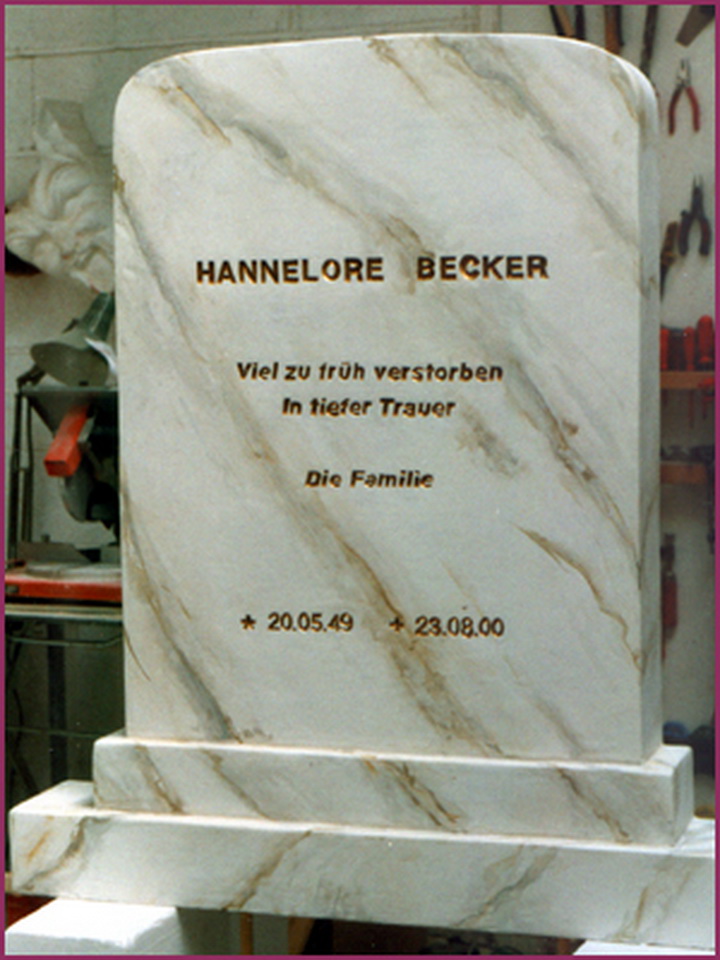 HANNELORE BECKER
Viel zu früh verstorben
In tiefer Trauer
Die Familie
* 20.05.49 + 23.08.00